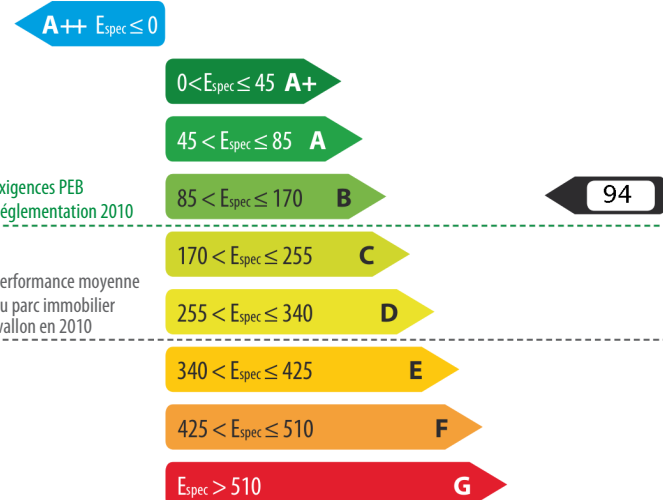 A++ Espec ≤ 0
0<Espec≤ 45 A+
45 < Espec ≤ 85 A
xigences PEB
églementation 2010
85 < Espec ≤ 170 B
94
170 < Espec ≤ 255 C
erformance moyenne
u parc immobilier
vallon en 2010
255 < Espec ≤ 340 D
340 < Espec ≤ 425 E
425 < Espec ≤ 510 F
Espec > 510 G